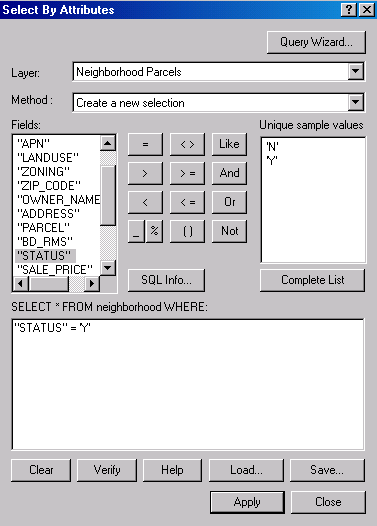 Select By Attributes
Query Wizard...
Layer: Neighborhood Parcels
Method : Create a new selection
Fields: Unique sample values
"APN"
"LANDUSE"
"ZONING"
"ZIP_CODE"
"OWNER_NAME
"ADDRESS"
"PARCEL"
"BD_RMS"
"STATUS"
"SALE_PRICE"
= < > Like
> > = And
< < = Or
_ % ( ) Not
'N'
'Y'
SQL Info... Complete List
SELECT * FROM neighborhood WHERE:
"STATUS" = 'Y'
Clear Verify Help Load... Save...
Apply Close